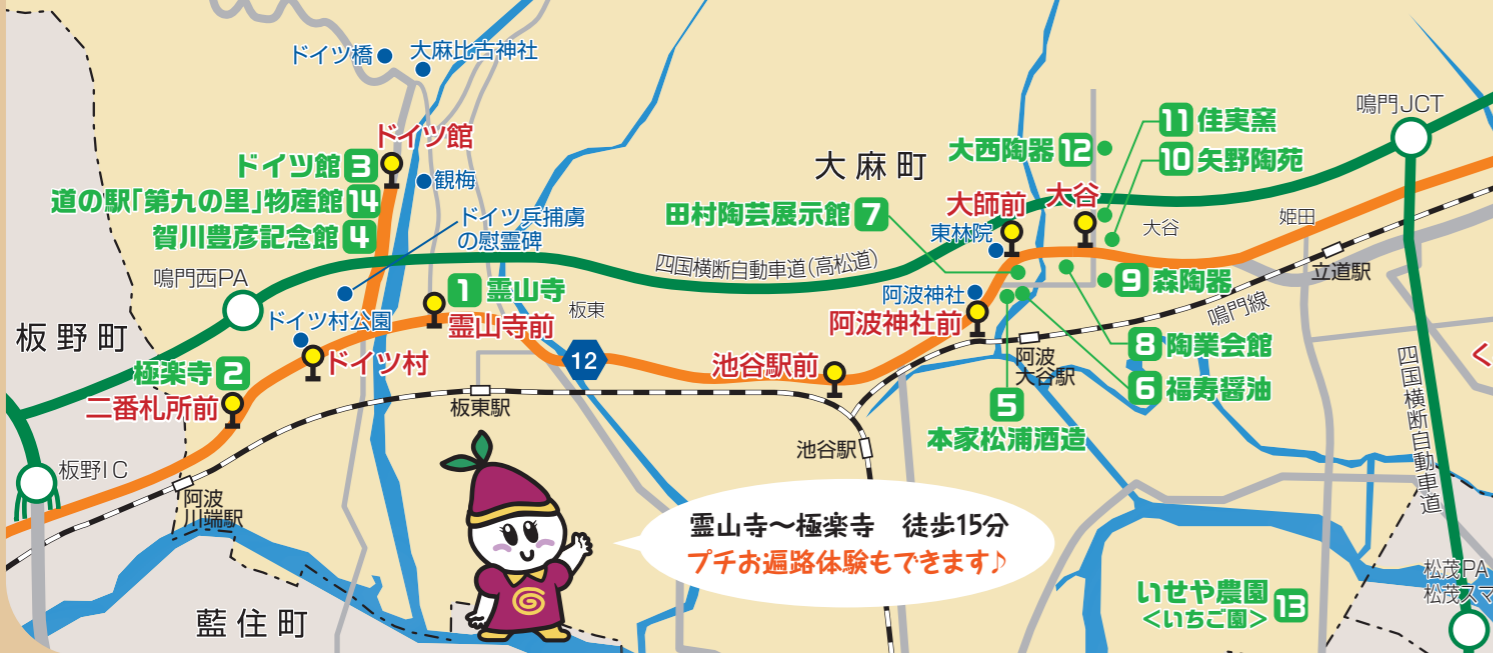 ドイツ橋
大麻比古神社
鳴門JCT
ドイツ館
ドイツ館 3
道の駅「第九の里」物産館 14
賀川豊彦記念館 4
観梅
ドイツ兵捕虜
の慰霊碑
大麻町
大西陶器 12
11 住実窯
10 矢野陶苑
田村陶芸展示館 7
大師前
大谷
東林院
大谷
姫田
四国横断自動車道(高松道)
鳴門西PA
1 霊山寺
霊山寺前
板東
阿波神社
阿波神社前
9 森陶器
立道駅
鳴門線
板野町
ドイツ村公園
ドイツ村
12
池谷駅前
阿波
大谷駅
8 陶業会館
6 福寿醤油
極楽寺 2
二番札所前
板東駅
5
本家松浦酒造
池谷駅
四国横断自動車道
く
板野IC
阿波
川端駅
霊山寺〜極楽寺 徒歩15分
プチお遍路体験もできます♪
藍住町
いせや農園
<いちご園> 13
松茂PA
松茂スマ